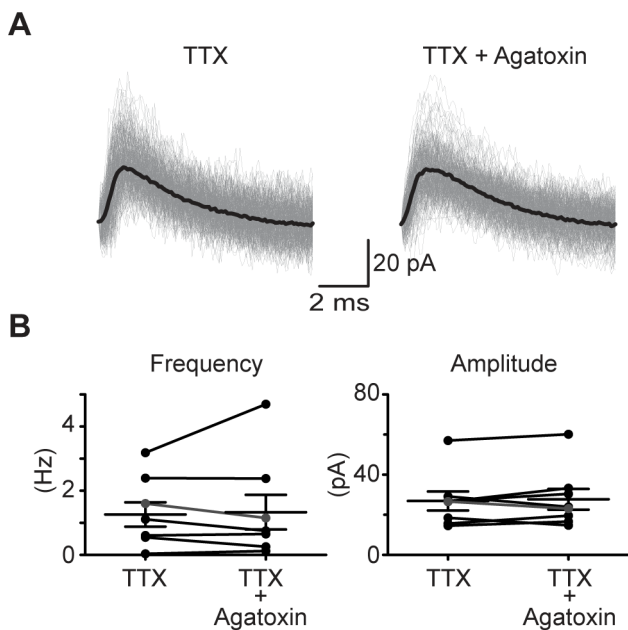 A
TTX
TTX + Agatoxin
20 pA
2 ms
B
Frequency
Amplitude
(Hz)
4
2
0
TTX
TTX
+
Agatoxin
(pA)
80
40
0
TTX
TTX
+
Agatoxin